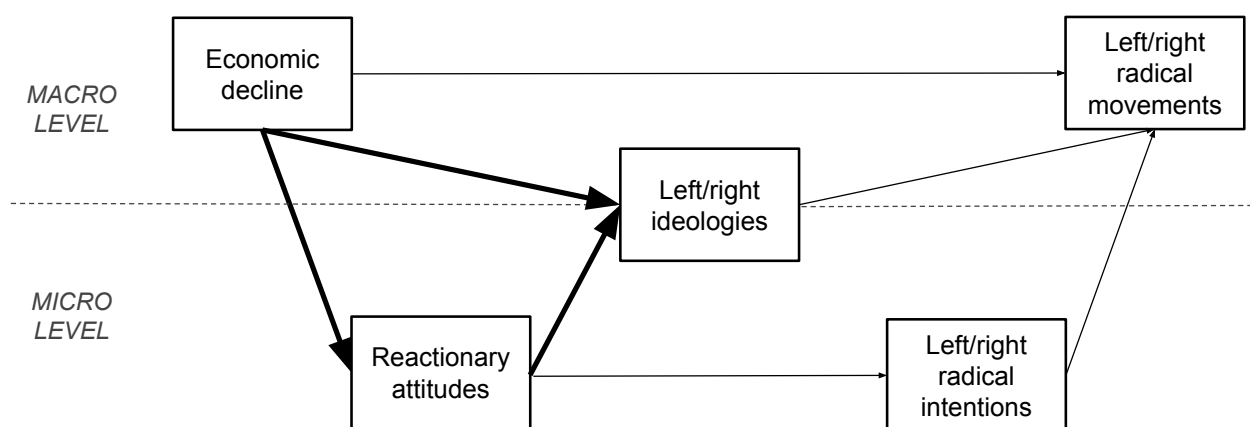 MACRO
LEVEL
Economic
decline
Left/right
radical
movements
Left/right
ideologies
MICRO
LEVEL
Reactionary
attitudes
Left/right
radical
intentions